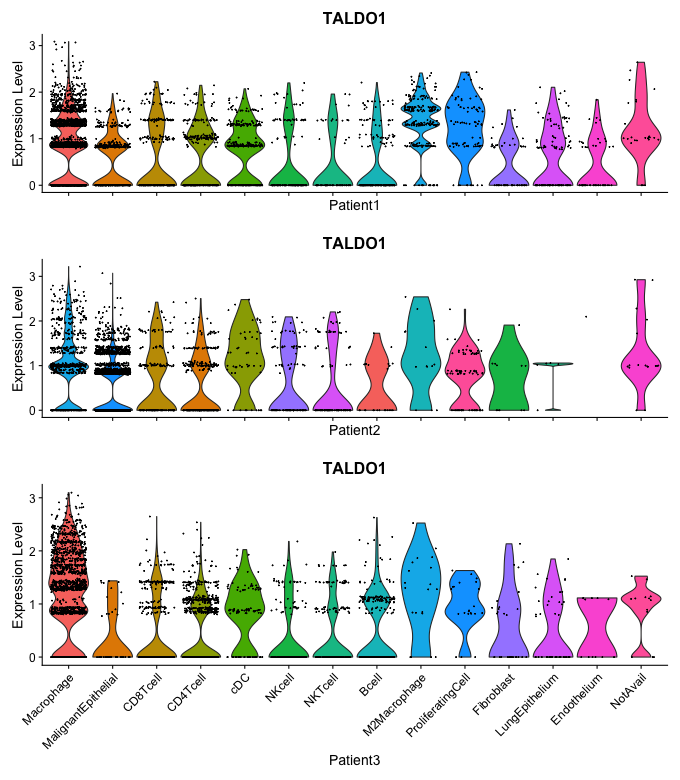 TALDO1
Expression Level
3
2
1
0
Patient1
TALDO1
Expression Level
3
2
1
0
Patient2
TALDO1
Expression Level
3
2
1
0
Macrophage
MalignantEpithelial
CD8Tcell
CD4Tcell
cDC
NKcell
NKTcell
Bcell
M2Macrophage
ProliferatingCell
Fibroblast
LungEpithelium
Endothelium
NotAvail
Patient3